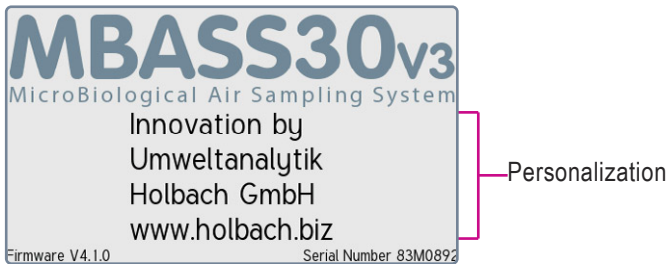 MBASS30v3
MicroBiological Air Sampling System
Innovation by
Umweltanalytik
Holbach GmbH
www.holbach.biz
Personalization
Firmware V4.1.0 Serial Number 83M0892